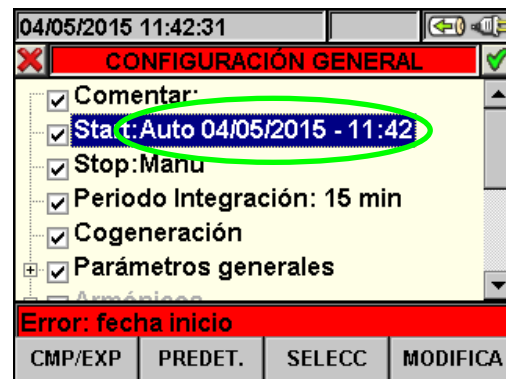 04/05/2015 11:42:31
CONFIGURACIÓN GENERAL
Comentar:
Start:Auto 04/05/2015 - 11:42
Stop:Manu
Periodo Integración: 15 min
Cogeneración
Parámetros generales
Armónicos
Error: fecha inicio
CMP/EXP PREDET. SELECC MODIFICA